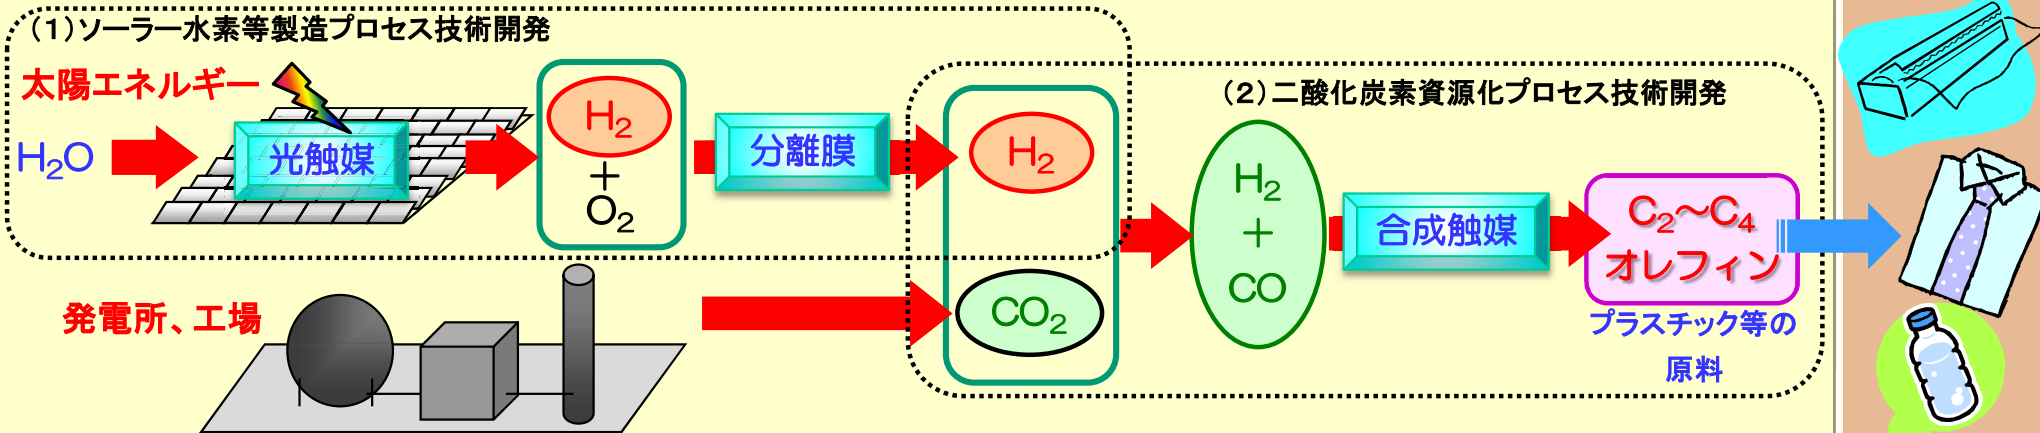 (1)ソーラー水素等製造プロセス技術開発
太陽エネルギー
H₂O
光触媒
H₂
+
O₂
分離膜
H₂
発電所、工場
CO₂
(2)二酸化炭素資源化プロセス技術開発
H₂
+
CO
合成触媒
C₂～C₄
オレフィン
プラスチック等の
原料